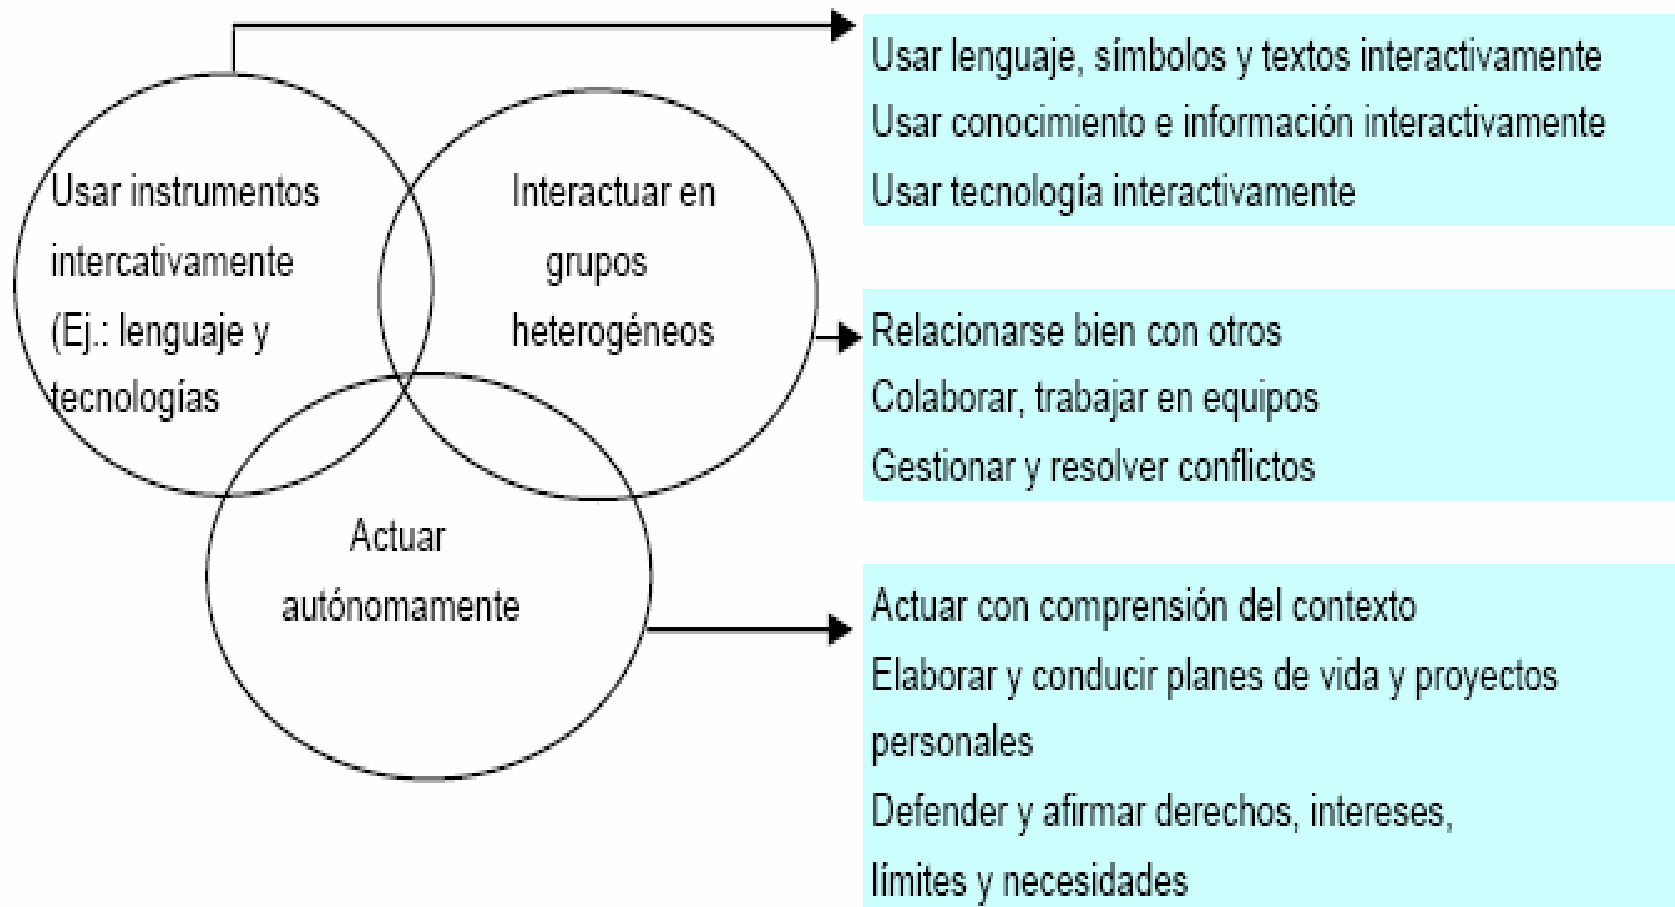 Usar instrumentos
intercativamente
(Ej.: lenguaje y
tecnologías
Interactuar en
grupos
heterogéneos
Actuar
autónomamente
Usar lenguaje, símbolos y textos interactivamente
Usar conocimiento e información interactivamente
Usar tecnología interactivamente
Relacionarse bien con otros
Colaborar, trabajar en equipos
Gestionar y resolver conflictos
Actuar con comprensión del contexto
Elaborar y conducir planes de vida y proyectos
personales
Defender y afirmar derechos, intereses,
límites y necesidades